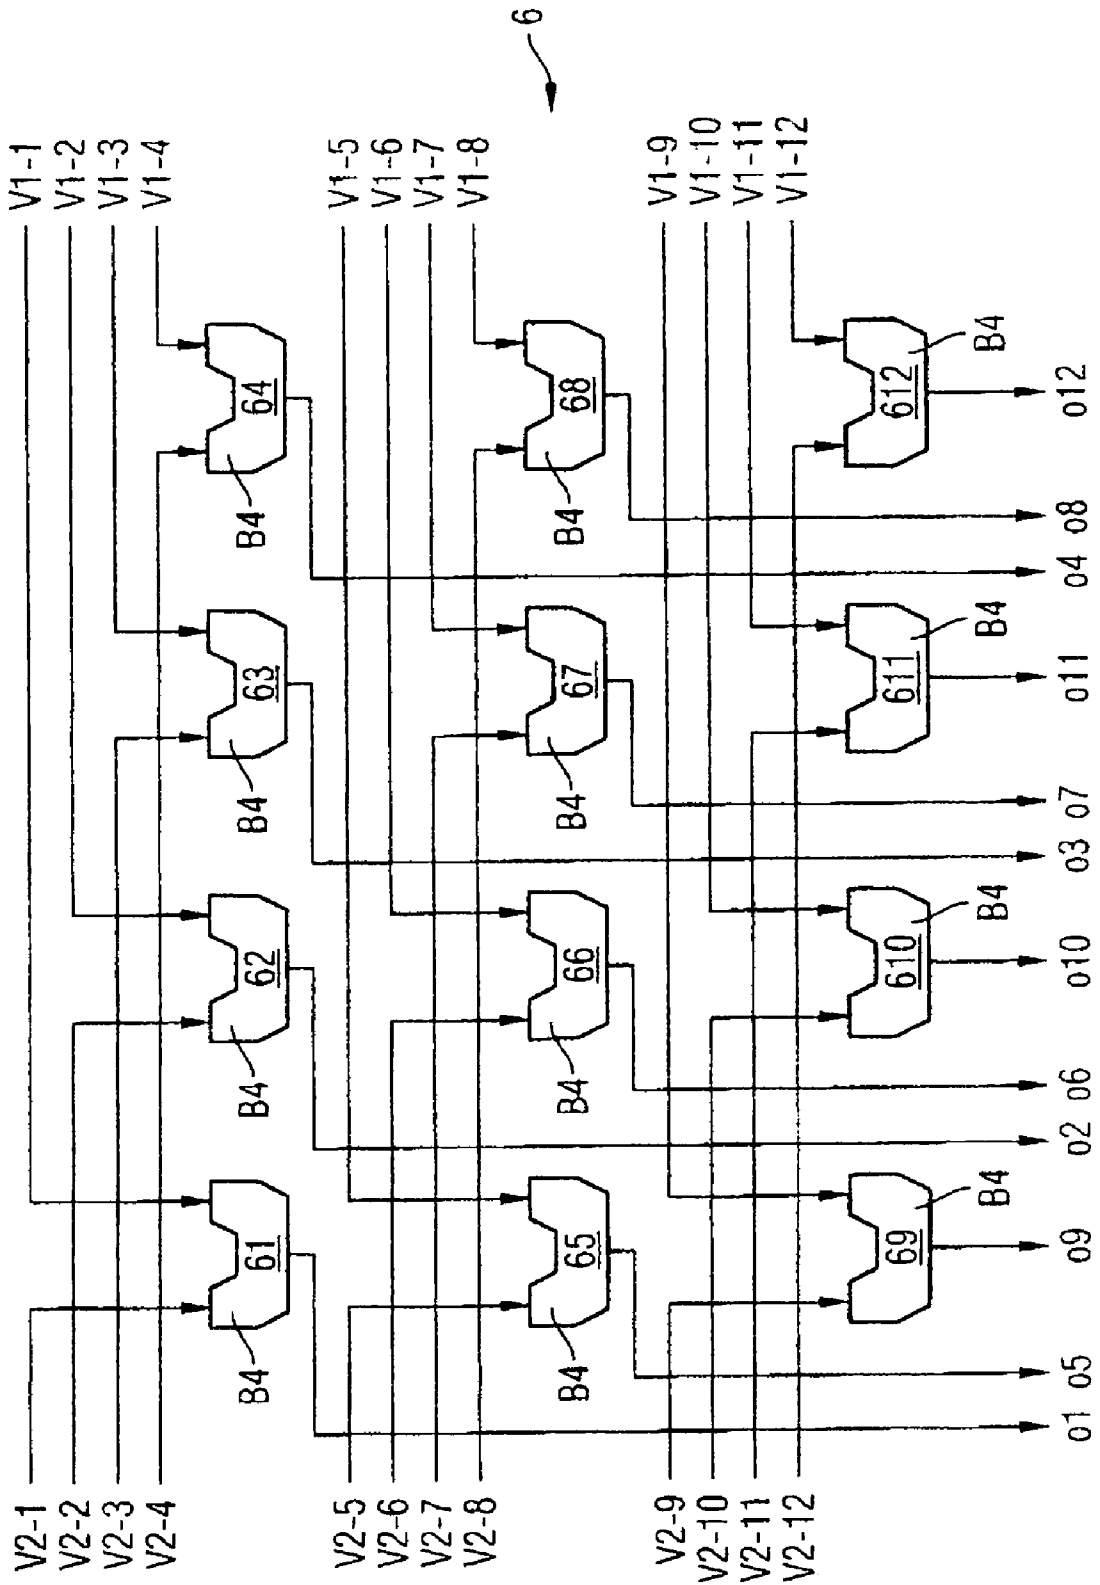 V2-1 V1-1
V2-2 V1-2
V2-3 V1-3
V2-4 V1-4
B4 61 B4 62 B4 63 B4 64
V2-5 V1-5
V2-6 V1-6
V2-7 V1-7
V2-8 V1-8
6
B4 65 B4 66 B4 67 B4 68
V2-9 V1-9
V2-10 V1-10
V2-11 V1-11
V2-12 V1-12
69 610 611 612
B4 B4 B4 B4
o1 o5 o9 o2 o6 o10 o3 o7 o11 o4 o8 o12